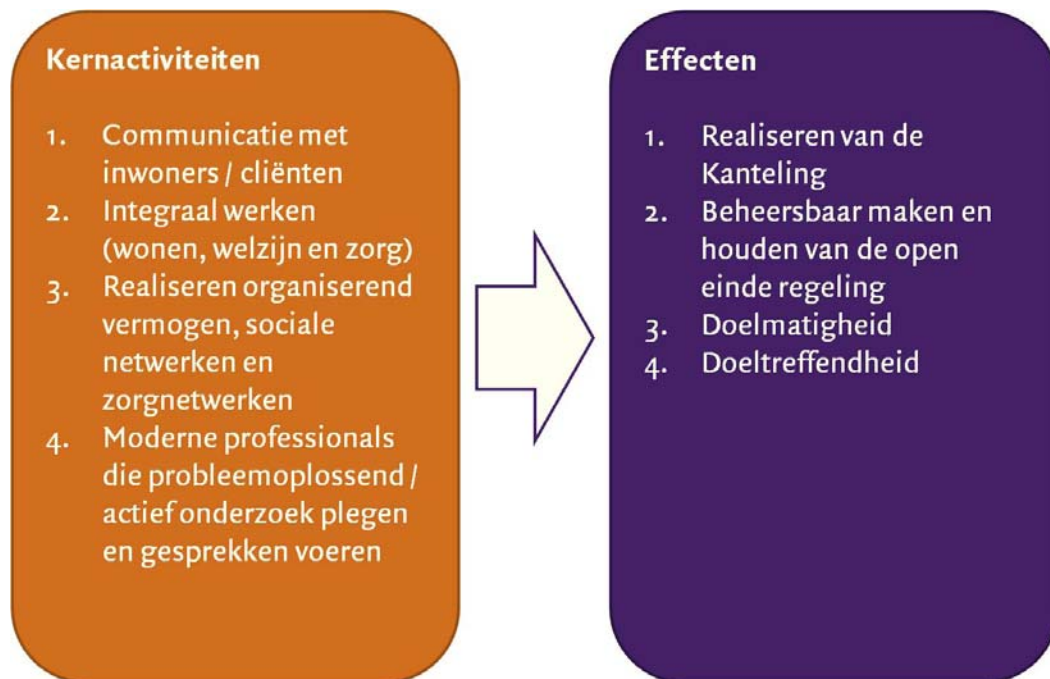 Kernactiviteiten
1. Communicatie met
inwoners / cliënten
2. Integraal werken
(wonen, welzijn en zorg)
3. Realiseren organiserend
vermogen, sociale
netwerken en
zorgnetwerken
4. Moderne professionals
die probleemoplossend /
actief onderzoek plegen
en gesprekken voeren
Effecten
1. Realiseren van de
Kanteling
2. Beheersbaar maken en
houden van de open
einde regeling
3. Doelmatigheid
4. Doeltreffendheid